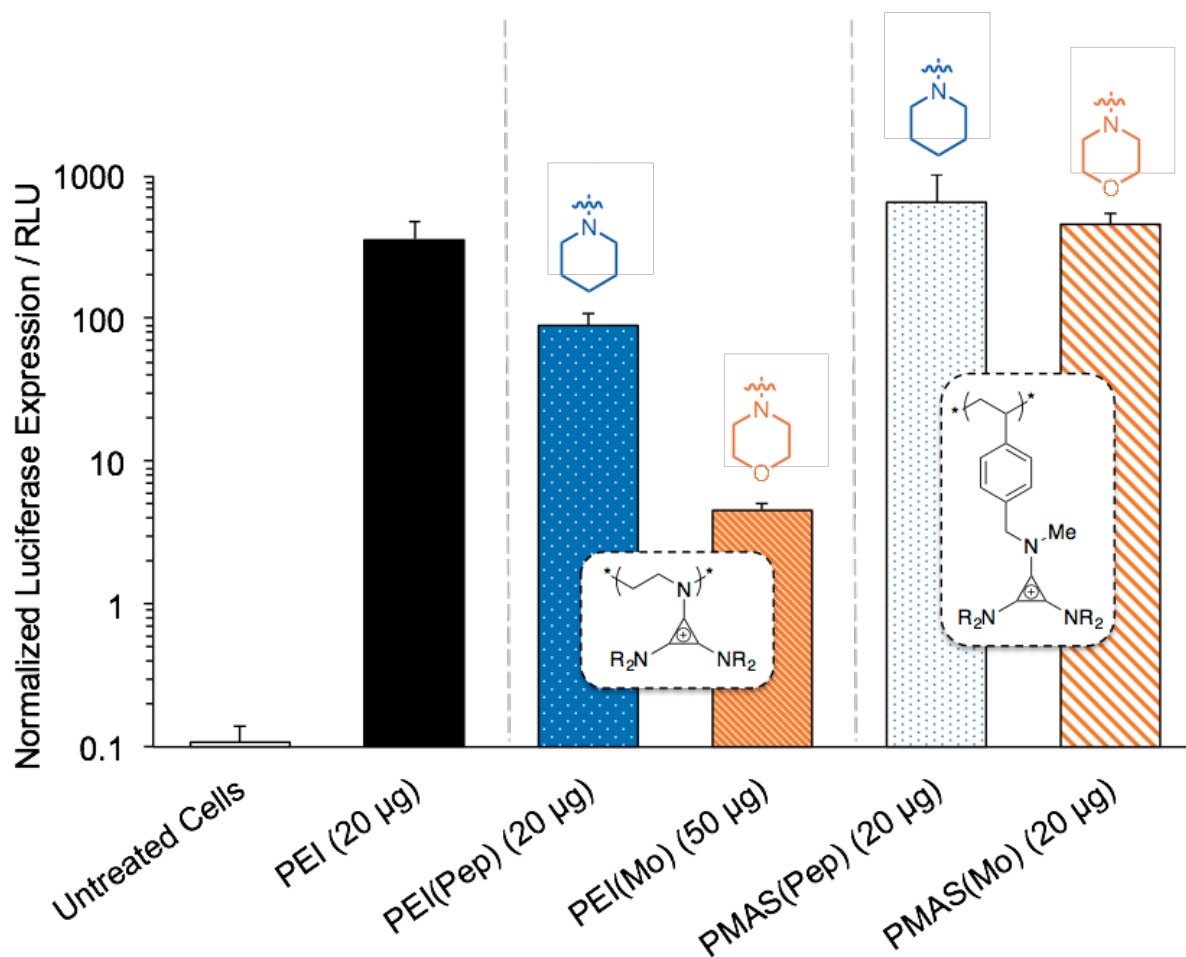 Normalized Luciferase Expression / RLU
1000
100
10
1
0.1
N
N
O
N
N
O
* ( N ) *
R₂N
NR₂
* ( ) *
N Me
R₂N
NR₂
Untreated Cells
PEI (20 µg)
PEI(Pep) (20 µg)
PEI(Mo) (50 µg)
PMAS(Pep) (20 µg)
PMAS(Mo) (20 µg)